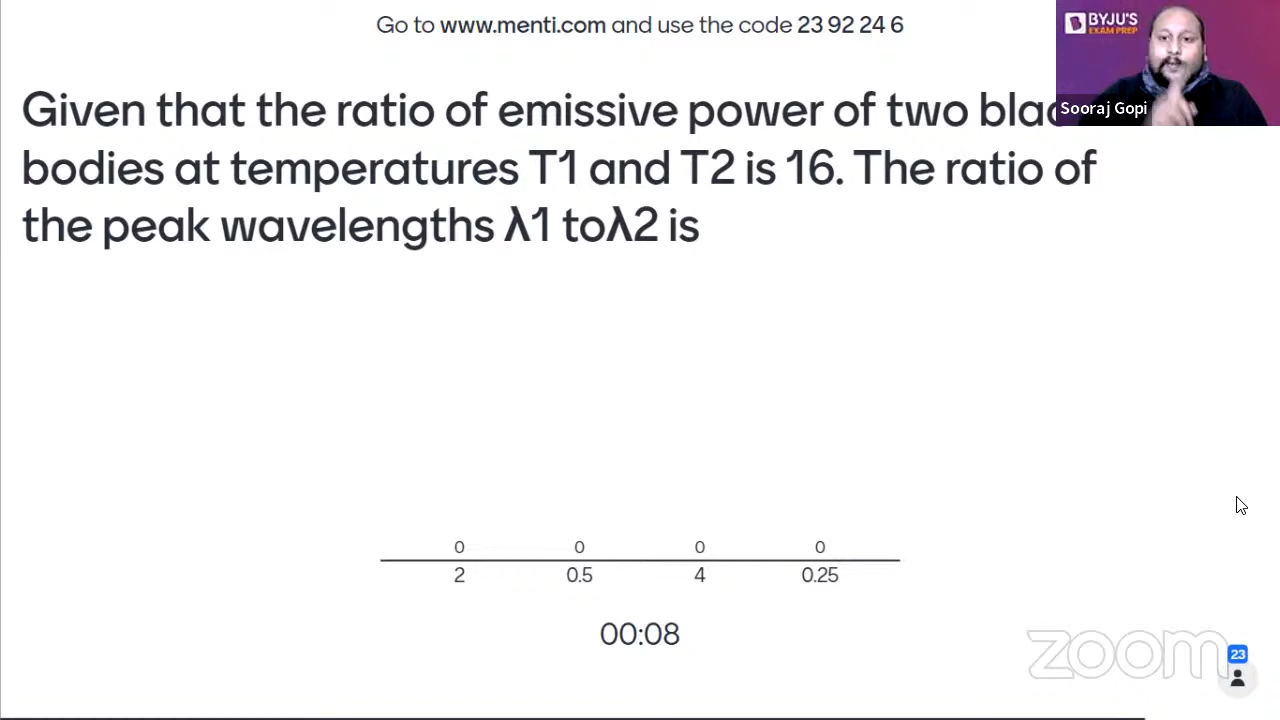 Go to www.menti.com and use the code 23 92 24 6
BYJU'S
EXAM PREP
Sooraj Gopi
Given that the ratio of emissive power of two
bodies at temperatures T1 and T2 is 16. The ratio of
the peak wavelengths λ1 toλ2 is
0 0 0 0
2 0.5 4 0.25
00:08
zoom
23